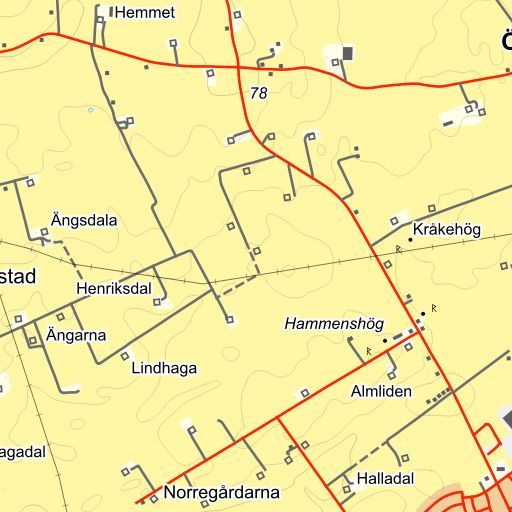 Hemmet
Ö
78
Ängsdala
Kråkehög
stad
Henriksdal
Hammenshög
Ängarna
Lindhaga
Almliden
agadal
Halladal
Norregårdarna
R
R
R